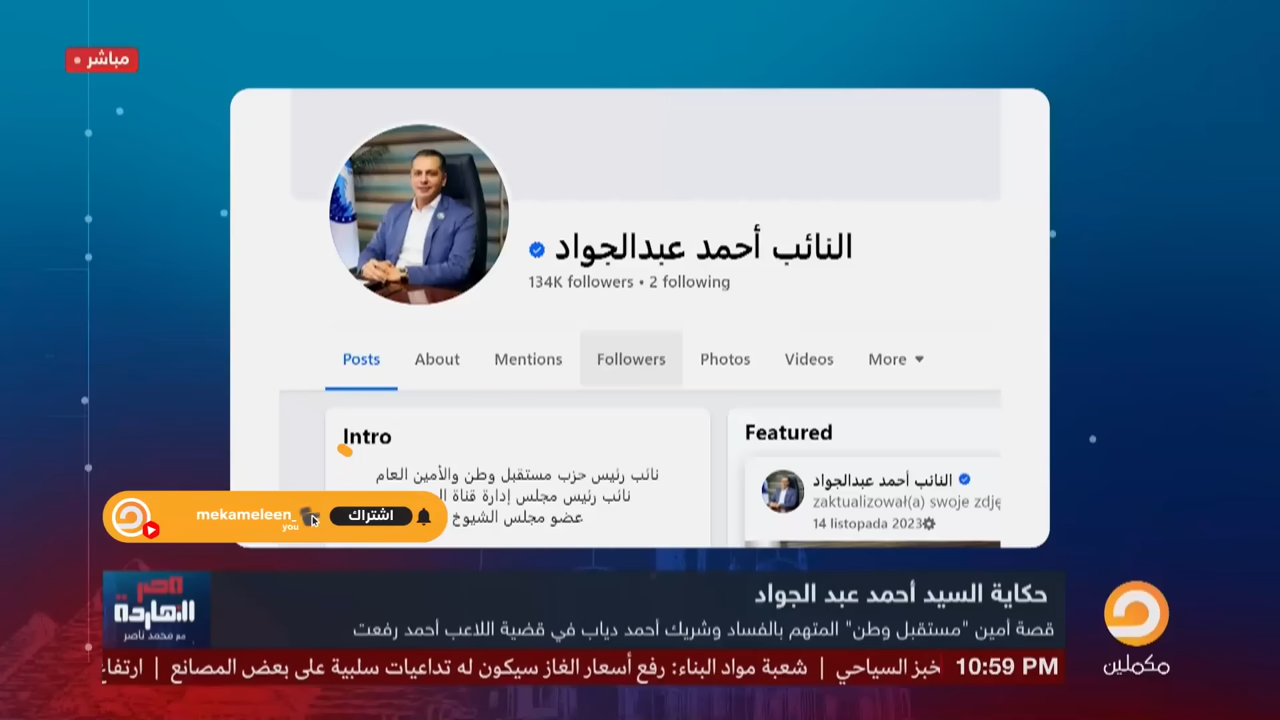 مباشر
النائب أحمد عبدالجواد
134K followers • 2 following
Posts About Mentions Followers Photos Videos More
Intro
نائب رئيس حزب مستقبل وطن والأمين العام
نائب رئيس مجلس إدارة قناة
عضو مجلس الشيوخ
Featured
النائب أحمد عبدالجواد
zaktualizował(a) swoje zdję
14 listopada 2023
mekameleen_
you
اشتراك
حكاية السيد أحمد عبد الجواد
قصة أمين "مستقبل وطن" المتهم بالفساد وشريك أحمد دياب في قضية اللاعب أحمد رفعت
مصر
النهاردة
مع محمد ناصر
10:59 PM
خبز السياحي | شعبة مواد البناء: رفع أسعار الغاز سيكون له تداعيات سلبية على بعض المصانع | ارتفاع
مكملين